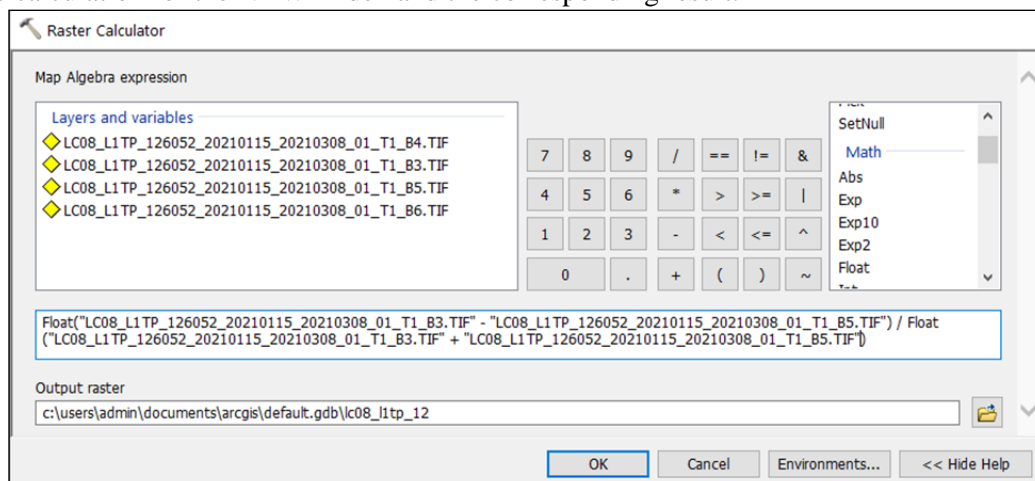 Raster Calculator
Map Algebra expression
Layers and variables
LC08_L1TP_126052_20210115_20210308_01_T1_B4.TIF
LC08_L1TP_126052_20210115_20210308_01_T1_B3.TIF
LC08_L1TP_126052_20210115_20210308_01_T1_B5.TIF
LC08_L1TP_126052_20210115_20210308_01_T1_B6.TIF
7 8 9 / == != &
4 5 6 * > >= |
1 2 3 - < <= ^
0 . + ( ) ~
SetNull
Math
Abs
Exp
Exp10
Exp2
Float
Float("LC08_L1TP_126052_20210115_20210308_01_T1_B3.TIF" - "LC08_L1TP_126052_20210115_20210308_01_T1_B5.TIF") / Float
("LC08_L1TP_126052_20210115_20210308_01_T1_B3.TIF" + "LC08_L1TP_126052_20210115_20210308_01_T1_B5.TIF")
Output raster
c:\users\admin\documents\arcgis\default.gdb\lc08_l1tp_12
OK Cancel Environments... << Hide Help